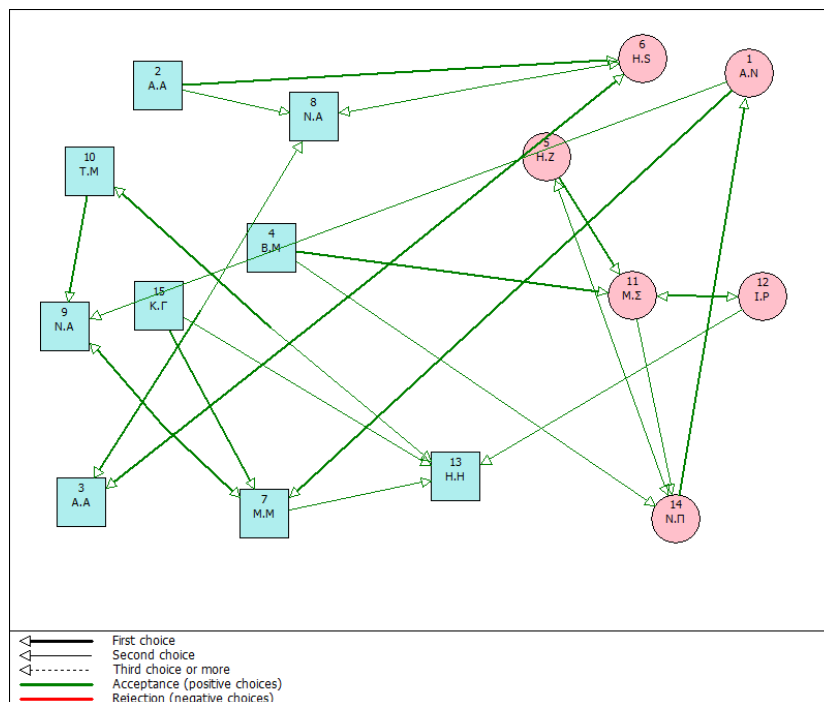 6
H.S
1
A.N
2
A.A
8
N.A
5
H.Z
10
T.M
4
B.M
11
Μ.Σ
12
I.P
15
Κ.Γ
9
N.A
13
H.H
3
A.A
7
M.M
14
Ν.Π
First choice
Second choice
Third choice or more
Acceptance (positive choices)
Rejection (negative choices)